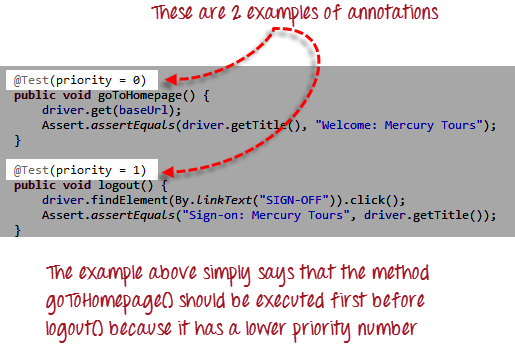 These are 2 examples of annotations
@Test(priority = 0)
public void goToHomepage() {
driver.get(baseUrl);
Assert.assertEquals(driver.getTitle(), "Welcome: Mercury Tours");
}
@Test(priority = 1)
public void logout() {
driver.findElement(By.linkText("SIGN-OFF")).click();
Assert.assertEquals("Sign-on: Mercury Tours", driver.getTitle());
}
The example above simply says that the method
goToHomepage() should be executed first before
logout() because it has a lower priority number